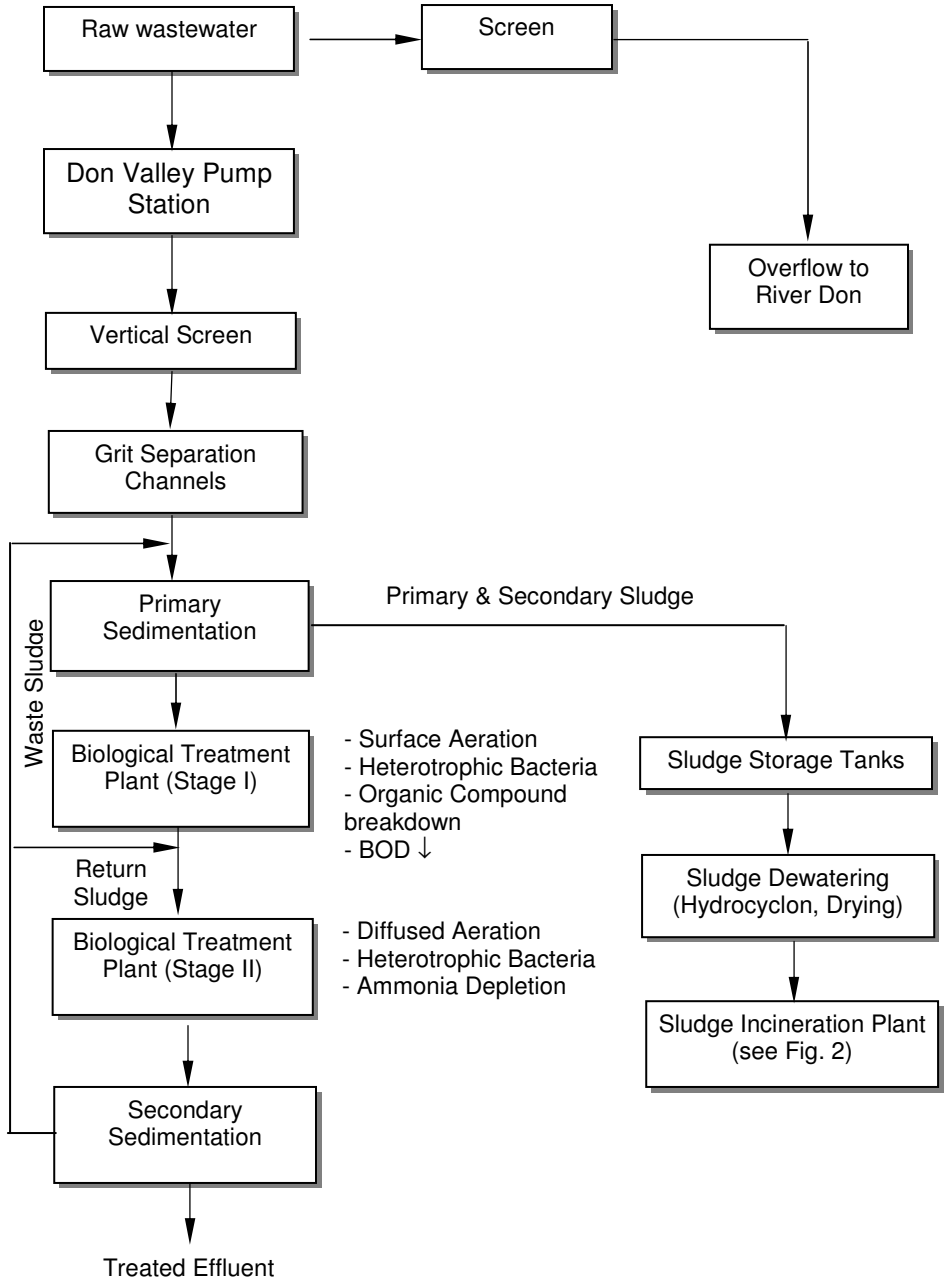 Raw wastewater
Screen
Don Valley Pump
Station
Overflow to
River Don
Vertical Screen
Grit Separation
Channels
Primary
Sedimentation
Primary & Secondary Sludge
Waste Sludge
Biological Treatment
Plant (Stage I)
- Surface Aeration
- Heterotrophic Bacteria
- Organic Compound
breakdown
- BOD ↓
Sludge Storage Tanks
Return
Sludge
Sludge Dewatering
(Hydrocyclon, Drying)
Biological Treatment
Plant (Stage II)
- Diffused Aeration
- Heterotrophic Bacteria
- Ammonia Depletion
Sludge Incineration Plant
(see Fig. 2)
Secondary
Sedimentation
Treated Effluent